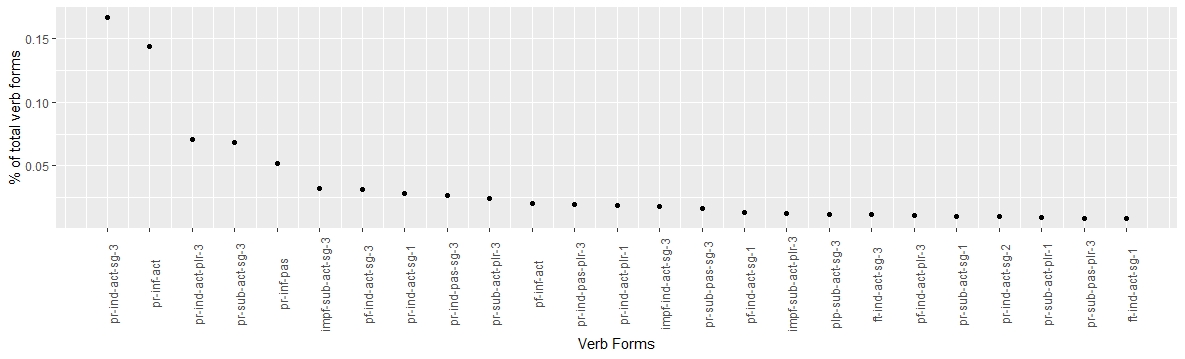 % of total verb forms
0.15
0.10
0.05
pr-ind-act-sg-3
pr-inf-act
pr-ind-act-plr-3
pr-sub-act-sg-3
pr-inf-pas
impf-sub-act-sg-3
pf-ind-act-sg-3
pr-ind-act-sg-1
pr-ind-pas-sg-3
pr-sub-act-plr-3
pf-inf-act
pr-ind-pas-plr-3
pr-ind-act-plr-1
impf-ind-act-sg-3
pr-sub-pas-sg-3
pf-ind-act-sg-1
impf-sub-act-plr-3
plp-sub-act-sg-3
ft-ind-act-sg-3
pf-ind-act-plr-3
pr-sub-act-sg-1
pr-ind-act-sg-2
pr-sub-act-plr-1
pr-sub-pas-plr-3
ft-ind-act-sg-1
Verb Forms